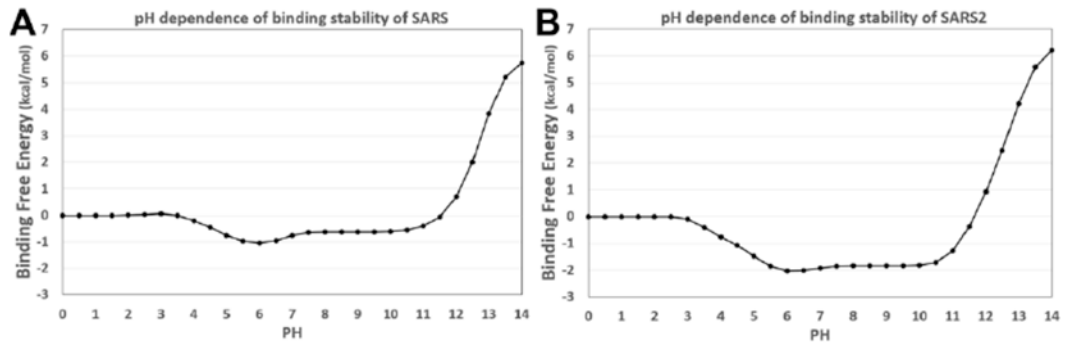 A
pH dependence of binding stability of SARS
Binding Free Energy (kcal/mol)
7
6
5
4
3
2
1
0
-1
-2
-3
0 1 2 3 4 5 6 7 8 9 10 11 12 13 14
PH
B
pH dependence of binding stability of SARS2
Binding Free Energy (kcal/mol)
7
6
5
4
3
2
1
0
-1
-2
-3
0 1 2 3 4 5 6 7 8 9 10 11 12 13 14
PH